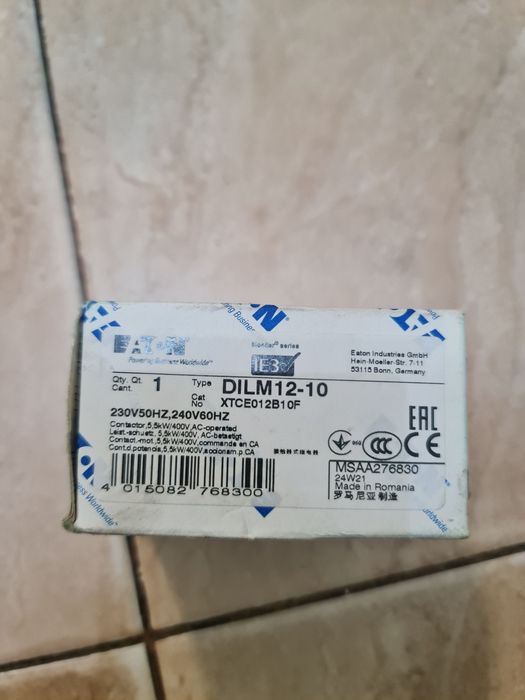 EATON
Powering Business Worldwide
Moeller® series
IE3✓
Eaton Industries GmbH
Hein-Moeller-Str. 7-11
53115 Bonn, Germany
Qty. Qt. Cant. 1 Type DILM12-10
Cat No XTCE012B10F
230V50HZ,240V60HZ
Contactor,5,5kW/400V,AC-operated
Leist.-schuetz, 5,5kW/400V, AC-betaetigt
Contact.-mot.,5,5kW/400V,commande en CA
Cont.d.potencia,5,5kW/400V,accionam.p.CA
EAC
CCC CE
4 015082 768300
MSAA276830
24W21
Made in Romania
罗马尼亚制造